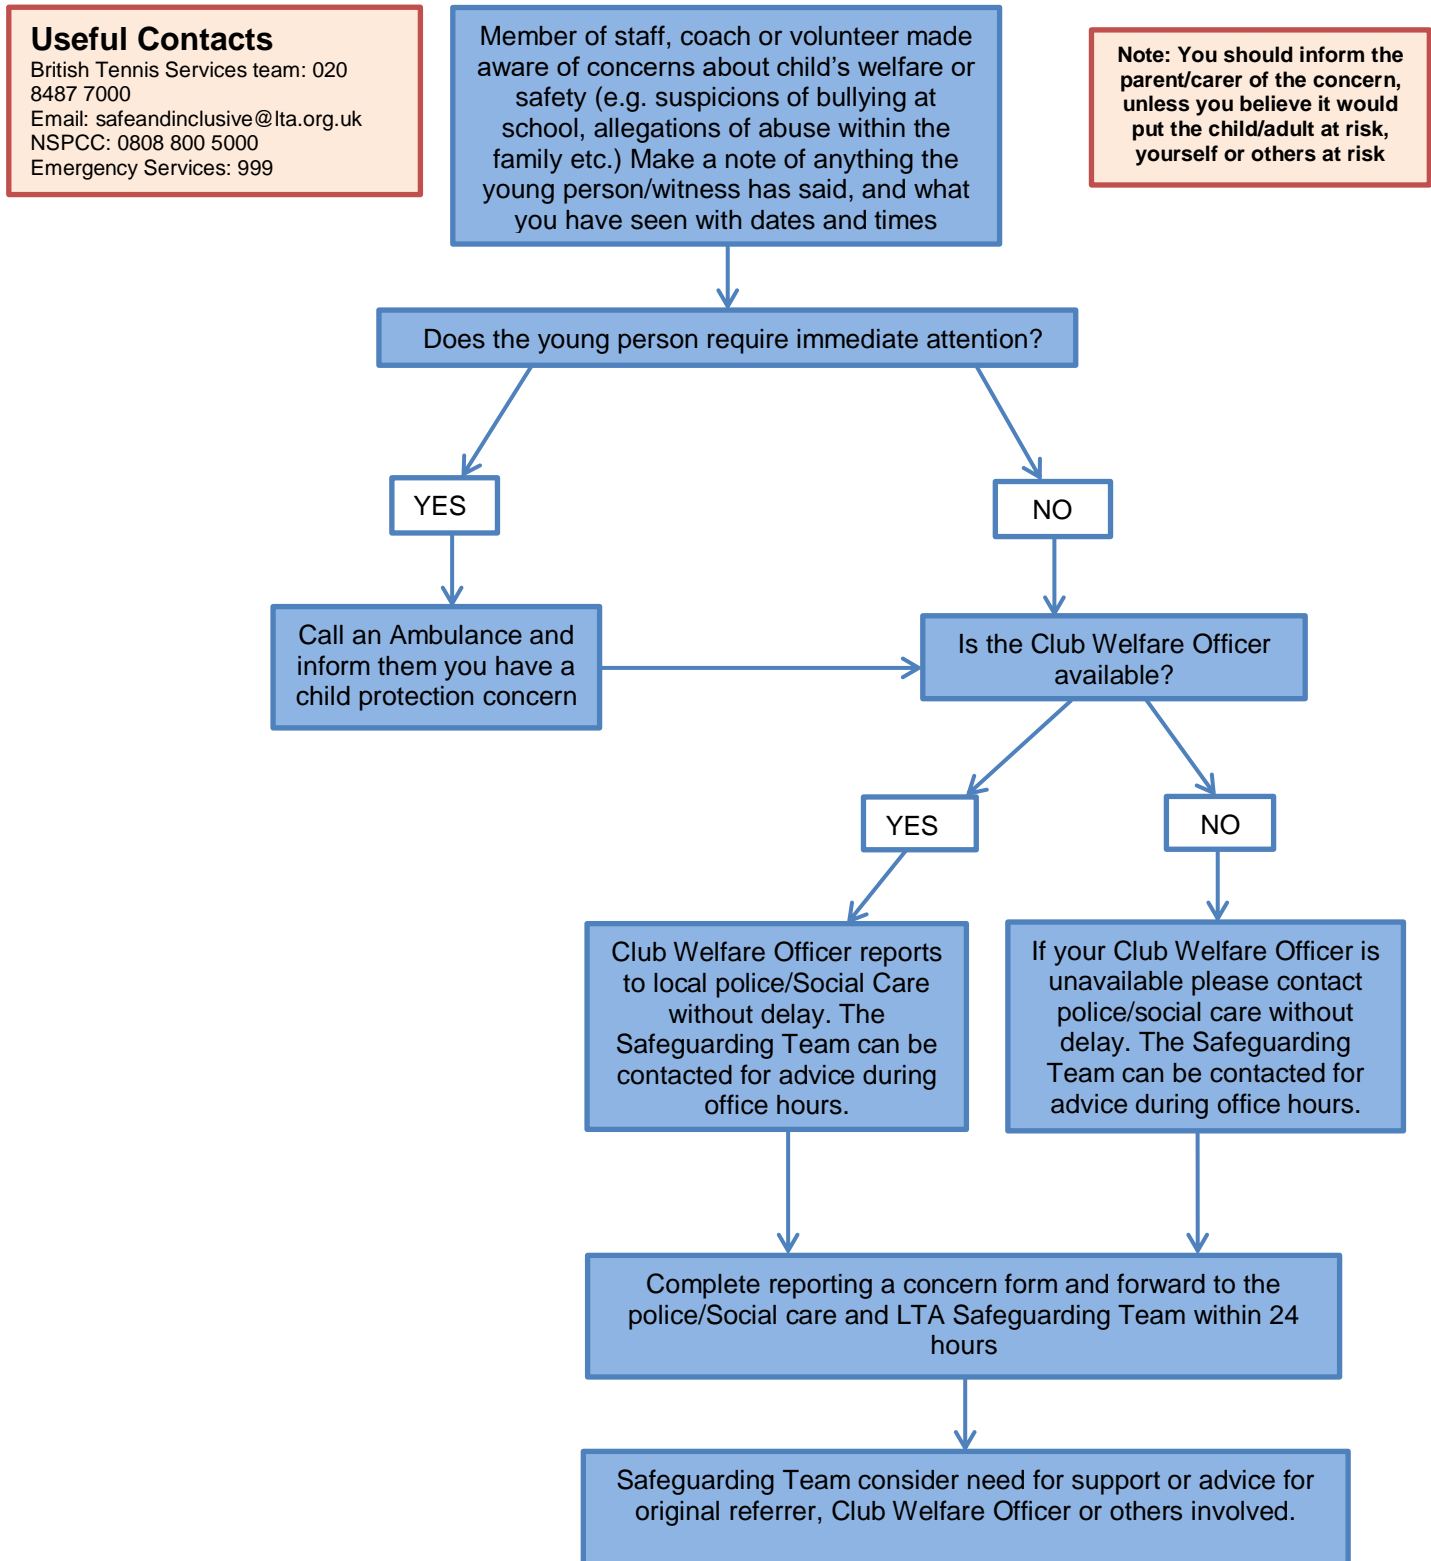 Useful Contacts
British Tennis Services team: 020
8487 7000
Email: safeandinclusive@lta.org.uk
NSPCC: 0808 800 5000
Emergency Services: 999
Member of staff, coach or volunteer made
aware of concerns about child's welfare or
safety (e.g. suspicions of bullying at
school, allegations of abuse within the
family etc.) Make a note of anything the
young person/witness has said, and what
you have seen with dates and times
Note: You should inform the
parent/carer of the concern,
unless you believe it would
put the child/adult at risk,
yourself or others at risk
Does the young person require immediate attention?
YES
NO
Call an Ambulance and
inform them you have a
child protection concern
Is the Club Welfare Officer
available?
YES
NO
Club Welfare Officer reports
to local police/Social Care
without delay. The
Safeguarding Team can be
contacted for advice during
office hours.
If your Club Welfare Officer is
unavailable please contact
police/social care without
delay. The Safeguarding
Team can be contacted for
advice during office hours.
Complete reporting a concern form and forward to the
police/Social care and LTA Safeguarding Team within 24
hours
Safeguarding Team consider need for support or advice for
original referrer, Club Welfare Officer or others involved.